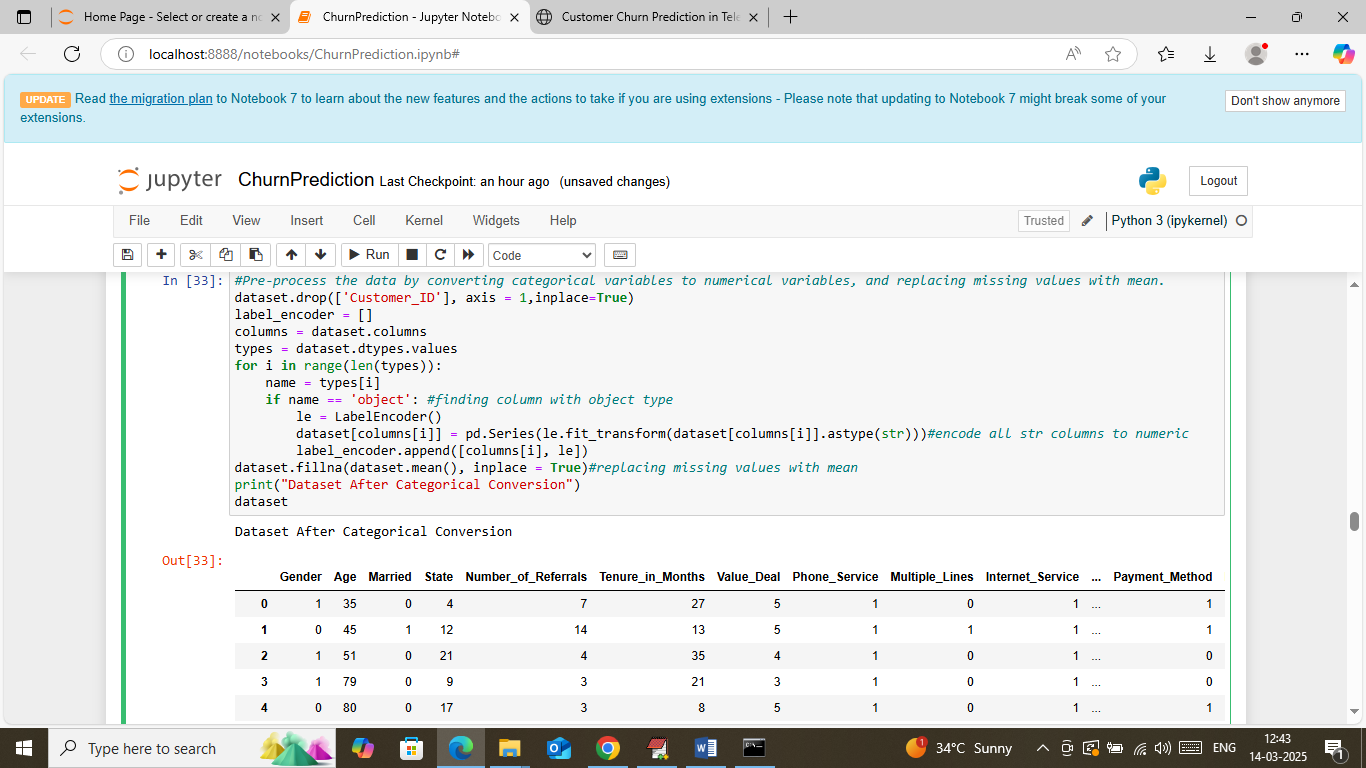 Home Page - Select or create a no
ChurnPrediction - Jupyter Notebo
Customer Churn Prediction in Tele
localhost:8888/notebooks/ChurnPrediction.ipynb#
UPDATE Read the migration plan to Notebook 7 to learn about the new features and the actions to take if you are using extensions - Please note that updating to Notebook 7 might break some of your
extensions.
Don't show anymore
jupyter ChurnPrediction Last Checkpoint: an hour ago (unsaved changes)
Logout
File Edit View Insert Cell Kernel Widgets Help
Trusted
Python 3 (ipykernel)
Run
Code
In [33]: #Pre-process the data by converting categorical variables to numerical variables, and replacing missing values with mean.
dataset.drop(['Customer_ID'], axis = 1,inplace=True)
label_encoder = []
columns = dataset.columns
types = dataset.dtypes.values
for i in range(len(types)):
    name = types[i]
    if name == 'object': #finding column with object type
        le = LabelEncoder()
        dataset[columns[i]] = pd.Series(le.fit_transform(dataset[columns[i]].astype(str)))#encode all str columns to numeric
        label_encoder.append([columns[i], le])
dataset.fillna(dataset.mean(), inplace = True)#replacing missing values with mean
print("Dataset After Categorical Conversion")
dataset
Dataset After Categorical Conversion
Out[33]:
Gender Age Married State Number_of_Referrals Tenure_in_Months Value_Deal Phone_Service Multiple_Lines Internet_Service ... Payment_Method
0 1 35 0 4 7 27 5 1 0 1 ... 1
1 0 45 1 12 14 13 5 1 1 1 ... 1
2 1 51 0 21 4 35 4 1 0 1 ... 0
3 1 79 0 9 3 21 3 1 0 1 ... 0
4 0 80 0 17 3 8 5 1 0 1 ... 1
Type here to search
34°C Sunny
ENG
12:43
14-03-2025
1